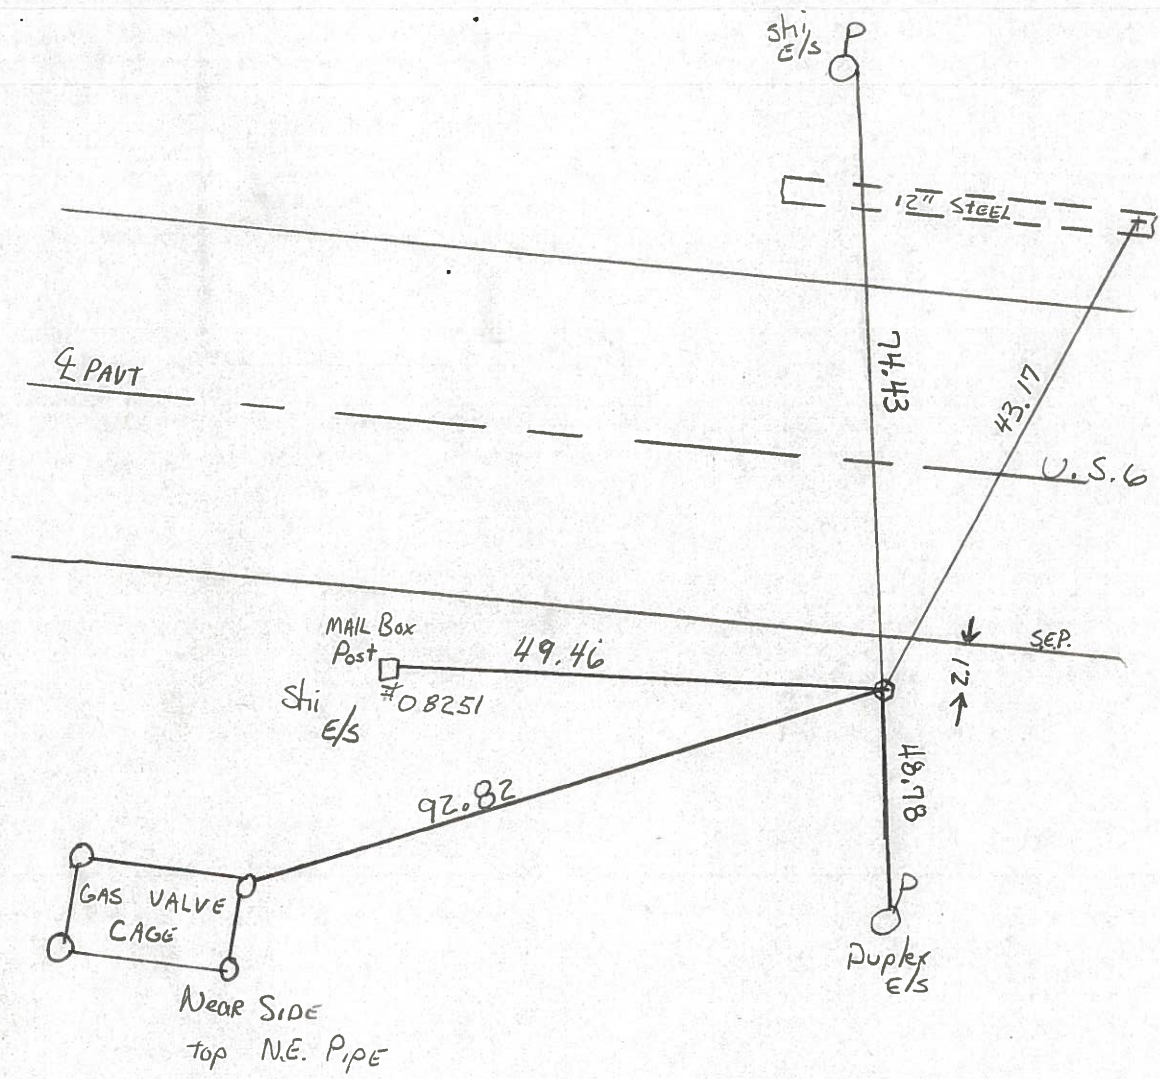 Shi P
E/S
12" STEEL
74.43
43.17
℄ PAVT
U.S. 6
MAIL Box
Post
49.46
S.E.P.
12
#08251
Shi
E/S
92.82
48.78
GAS VALVE
CAGE
P
Duplex
E/S
Near SIDE
top N.E. PIPE